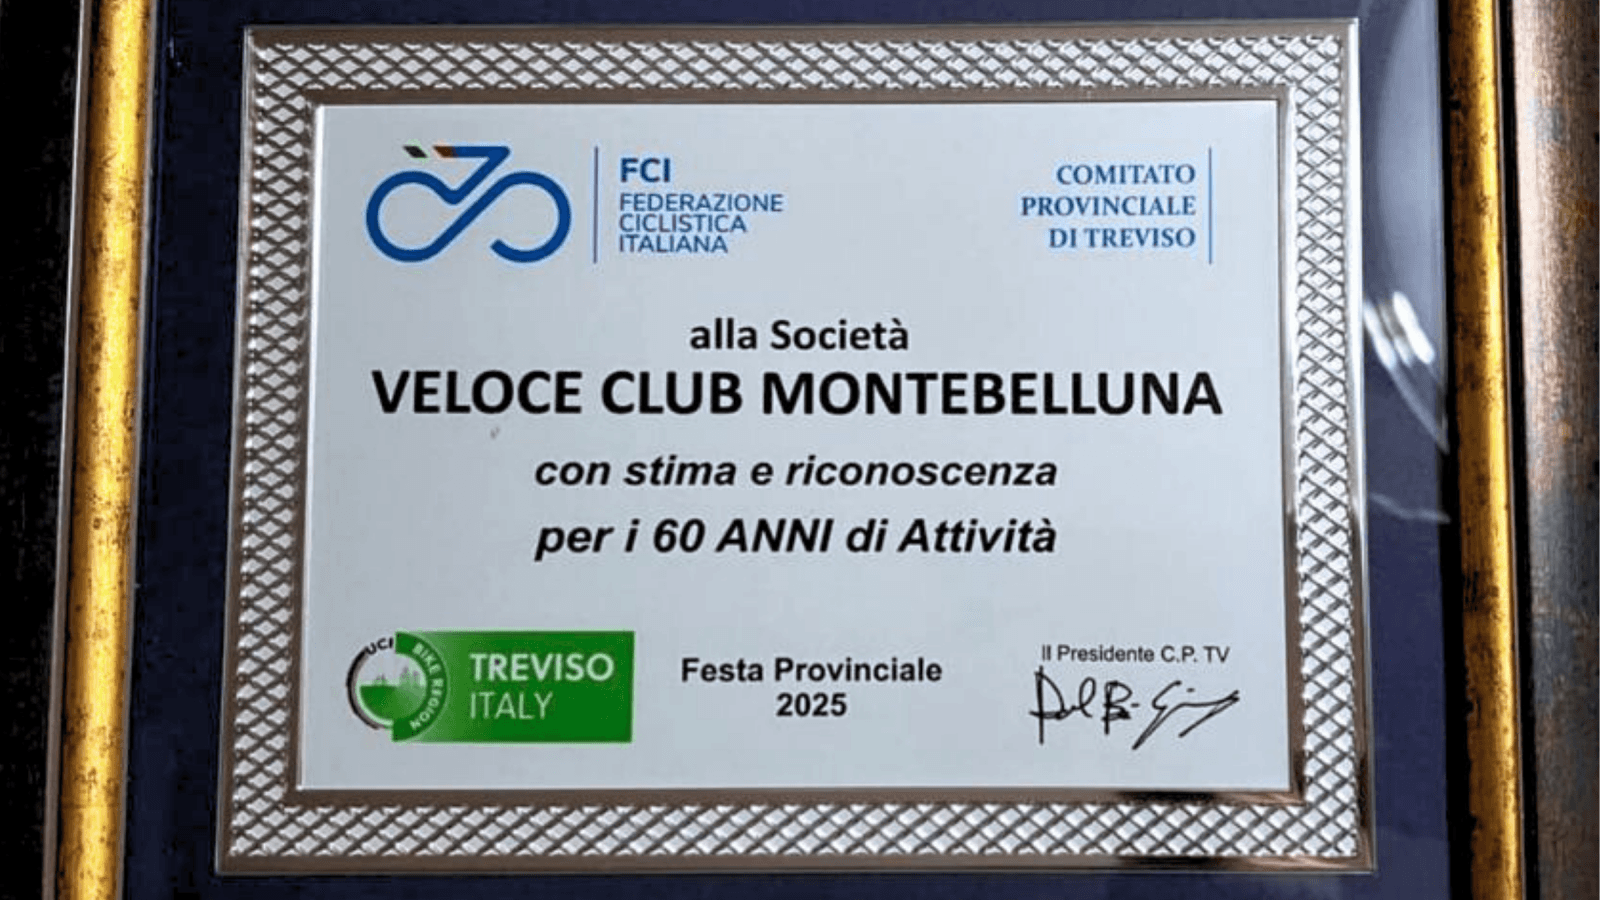 FCI
FEDERAZIONE
CICLISTICA
ITALIANA
COMITATO
PROVINCIALE
DI TREVISO
alla Società
VELOCE CLUB MONTEBELLUNA
con stima e riconoscenza
per i 60 ANNI di Attività
UCI BIKE REGION
TREVISO
ITALY
Festa Provinciale
2025
Il Presidente C.P. TV